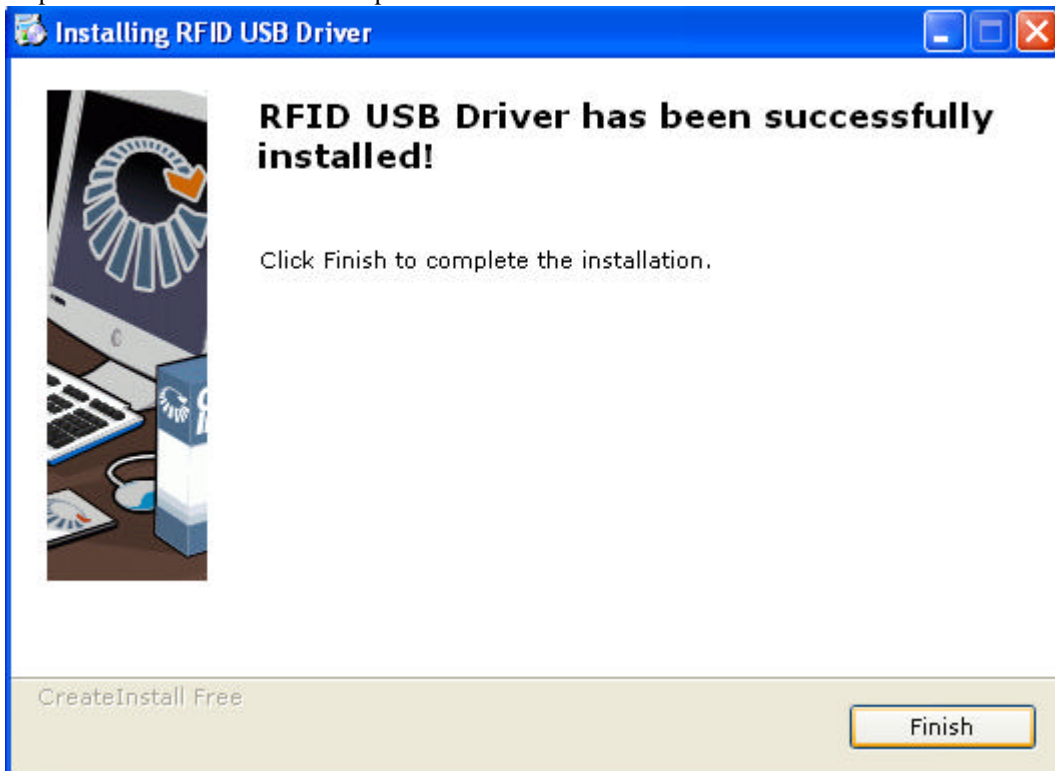 Installing RFID USB Driver
RFID USB Driver has been successfully
installed!
Click Finish to complete the installation.
CreateInstall Free
Finish